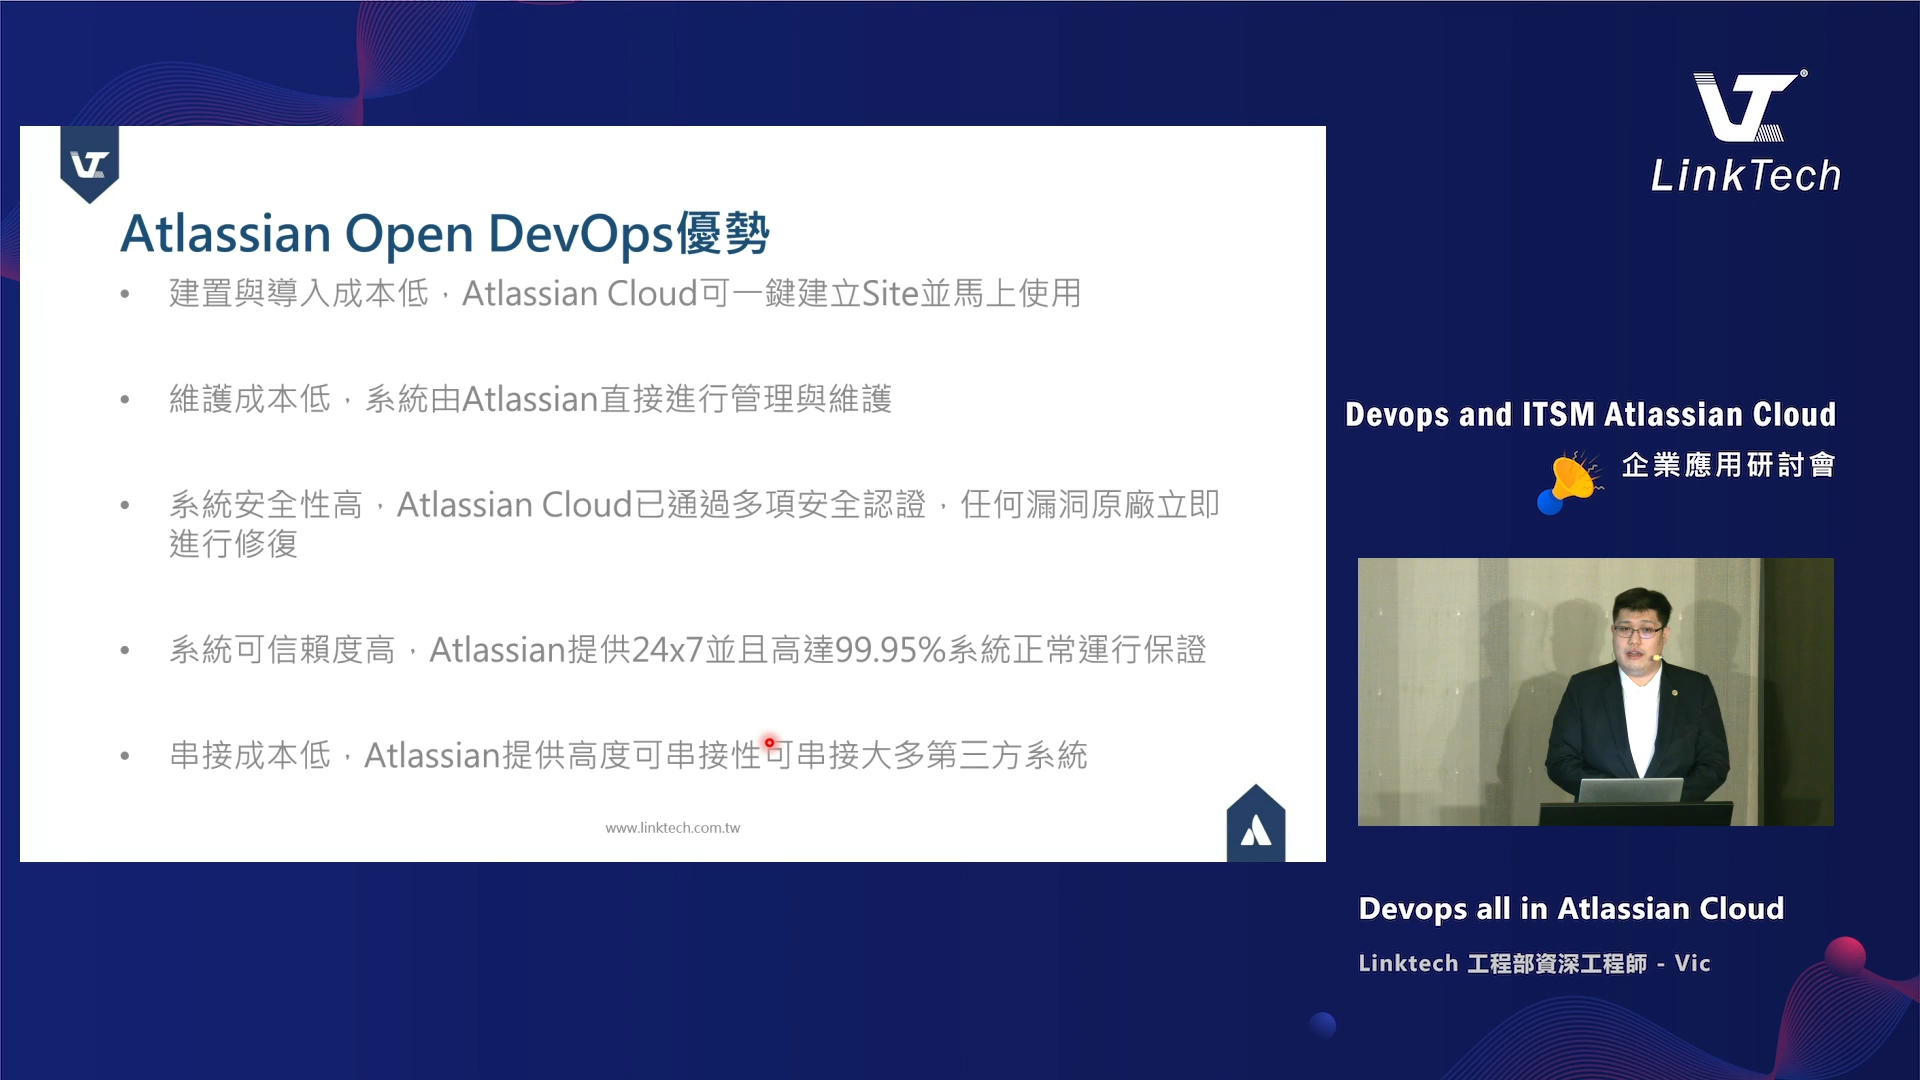 Atlassian Open DevOps優勢
• 建置與導入成本低，Atlassian Cloud可一鍵建立Site並馬上使用
• 維護成本低，系統由Atlassian直接進行管理與維護
• 系統安全性高，Atlassian Cloud已通過多項安全認證，任何漏洞原廠立即
進行修復
• 系統可信賴度高，Atlassian提供24x7並且高達99.95%系統正常運行保證
• 串接成本低，Atlassian提供高度可串接性可串接大多第三方系統
www.linktech.com.tw
®
LinkTech
Devops and ITSM Atlassian Cloud
企業應用研討會
Devops all in Atlassian Cloud
Linktech 工程部資深工程師 - Vic